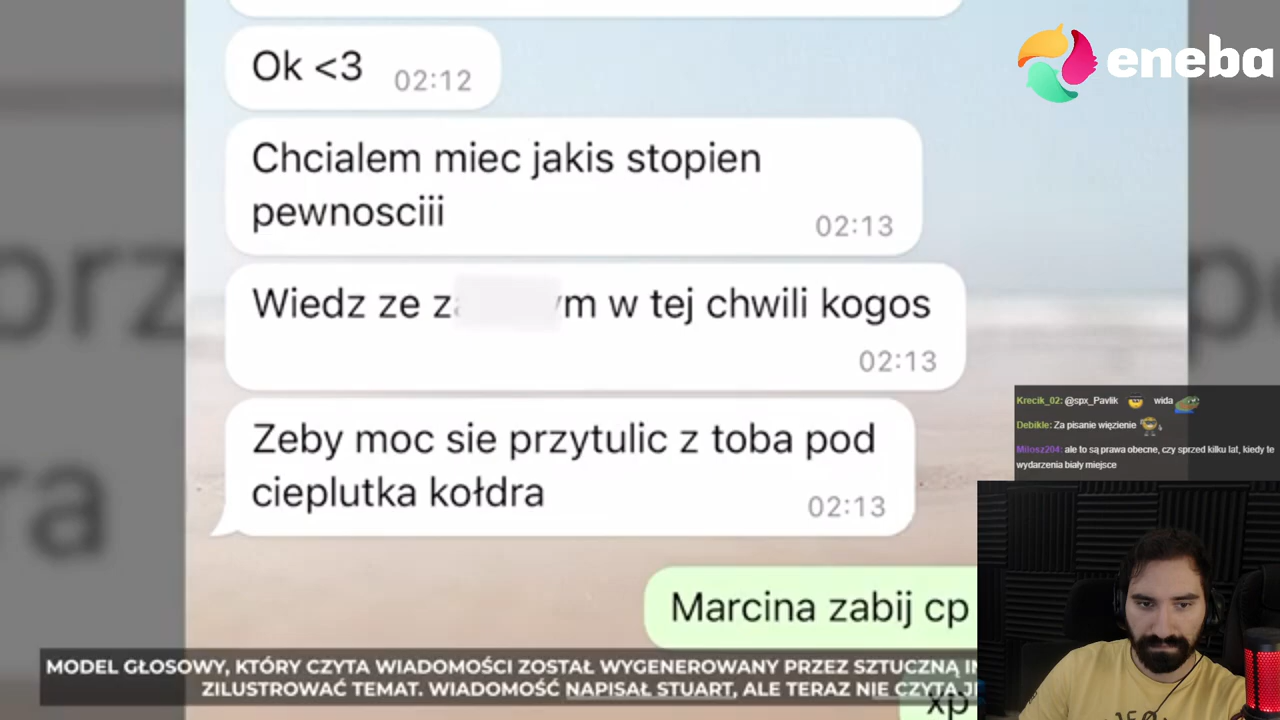 eneba
Ok <3 02:12
Chcialem miec jakis stopien
pewnosciii 02:13
Wiedz ze w tej chwili kogos
02:13
Zeby moc sie przytulic z toba pod
cieplutka kołdra 02:13
Krecik_02: @spx_Pavlik wida
Debikle: Za pisanie więzienie
Milosz204: ale to są prawa obecne, czy sprzed kilku lat, kiedy te
wydarzenia biały miejsce
Marcina zabij cp
MODEL GŁOSOWY, KTÓRY CZYTA WIADOMOŚCI ZOSTAŁ WYGENEROWANY PRZEZ SZTUCZNĄ
ZILUSTROWAĆ TEMAT. WIADOMOŚĆ NAPISAŁ STUART, ALE TERAZ NIE CZYTA
xp